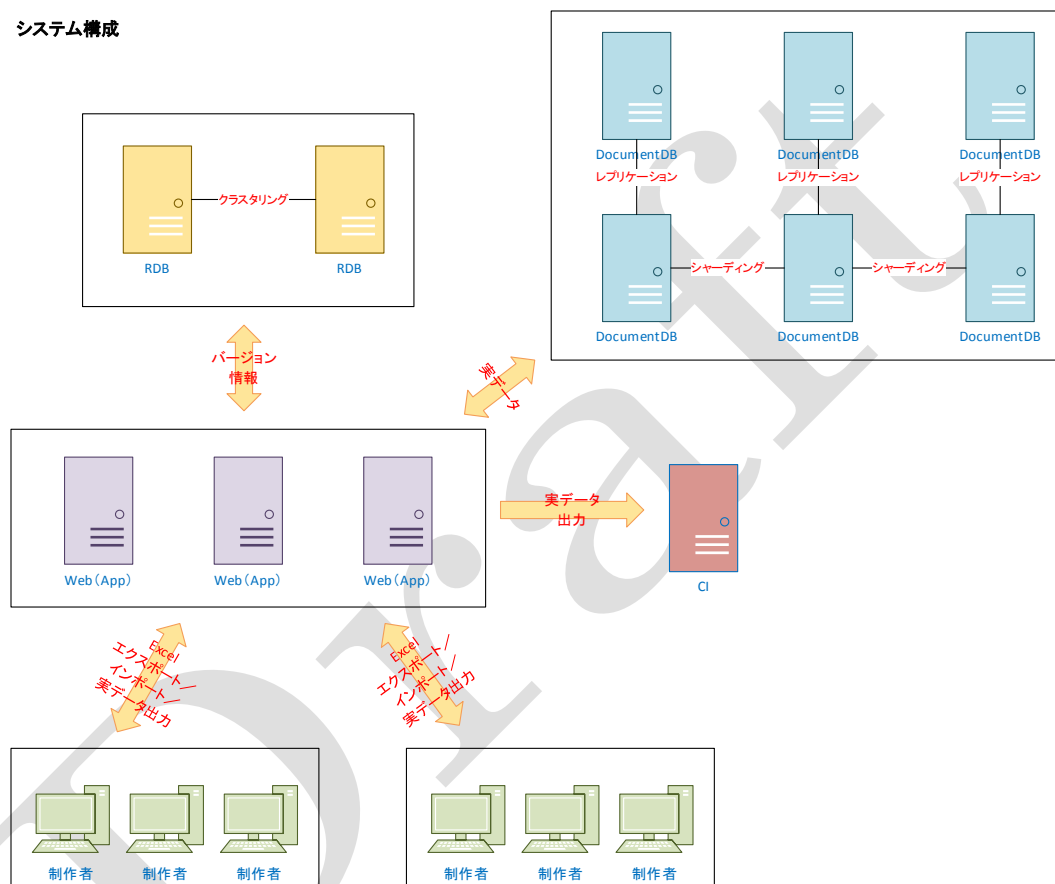 システム構成
DocumentDB
DocumentDB
DocumentDB
レプリケーション
レプリケーション
レプリケーション
クラスタリング
RDB
RDB
シャーディング
シャーディング
DocumentDB
DocumentDB
DocumentDB
バージョン
情報
実データ
Web(App)
Web(App)
Web(App)
実データ
出力
CI
Excel
エクスポート/
インポート/
実データ出力
Excel
エクスポート/
インポート/
実データ出力
制作者
制作者
制作者
制作者
制作者
制作者
Draft